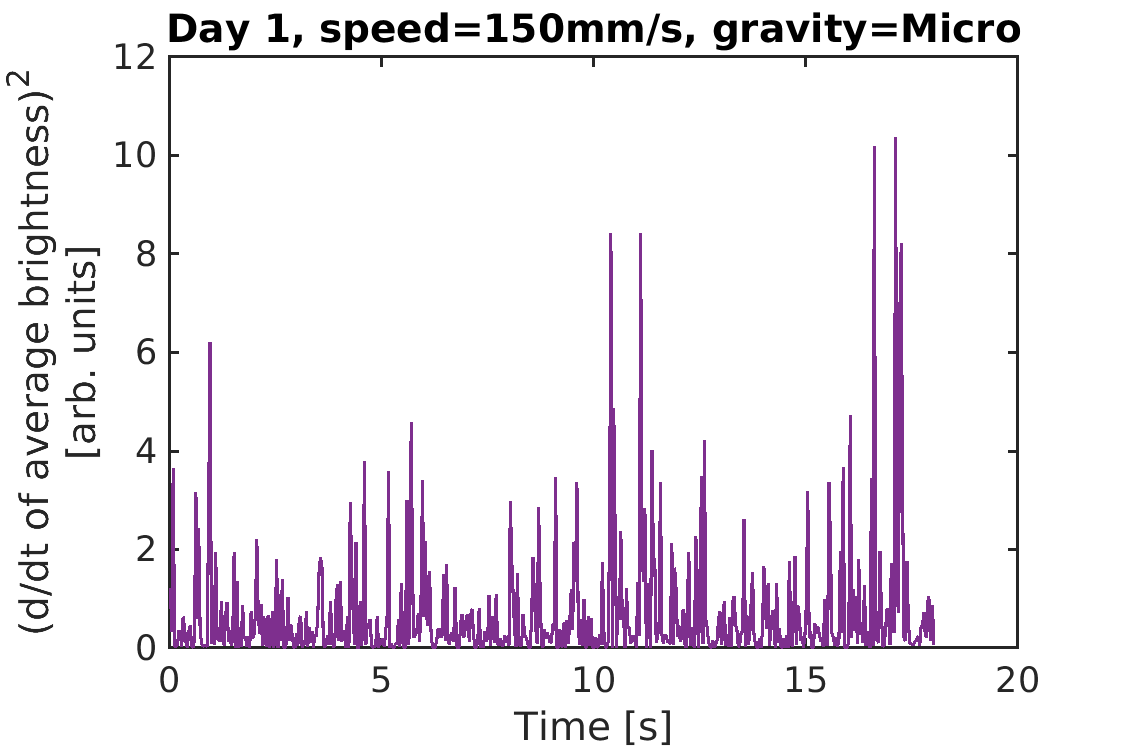 Day 1, speed=150mm/s, gravity=Micro
(d/dt of average brightness)²
[arb. units]
12
10
8
6
4
2
0
0 5 10 15 20
Time [s]